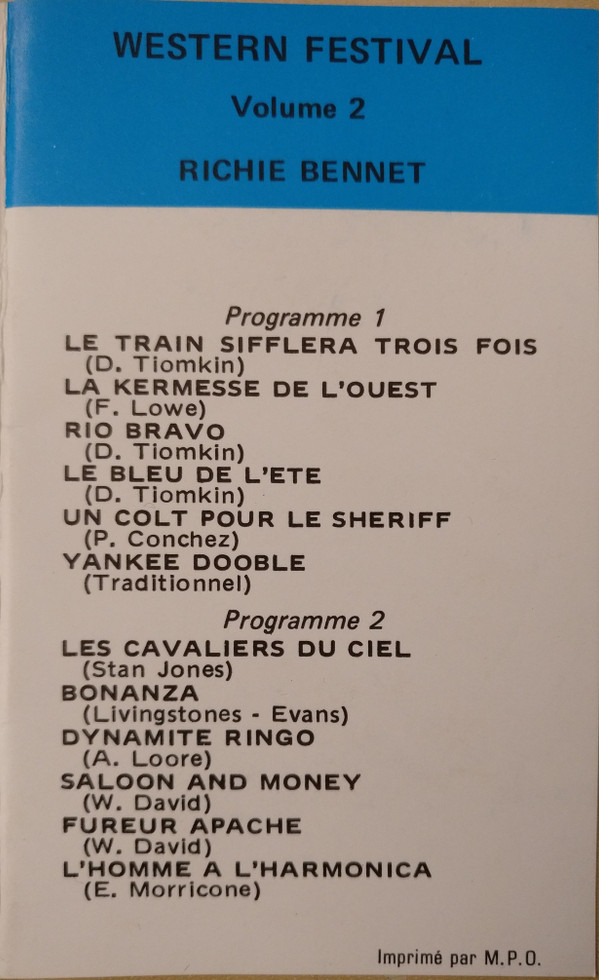 WESTERN FESTIVAL
Volume 2
RICHIE BENNET
Programme 1
LE TRAIN SIFFLERA TROIS FOIS
(D. Tiomkin)
LA KERMESSE DE L'OUEST
(F. Lowe)
RIO BRAVO
(D. Tiomkin)
LE BLEU DE L'ETE
(D. Tiomkin)
UN COLT POUR LE SHERIFF
(P. Conchez)
YANKEE DOOBLE
(Traditionnel)
Programme 2
LES CAVALIERS DU CIEL
(Stan Jones)
BONANZA
(Livingstones - Evans)
DYNAMITE RINGO
(A. Loore)
SALOON AND MONEY
(W. David)
FUREUR APACHE
(W. David)
L'HOMME A L'HARMONICA
(E. Morricone)
Imprimé par M.P.O.